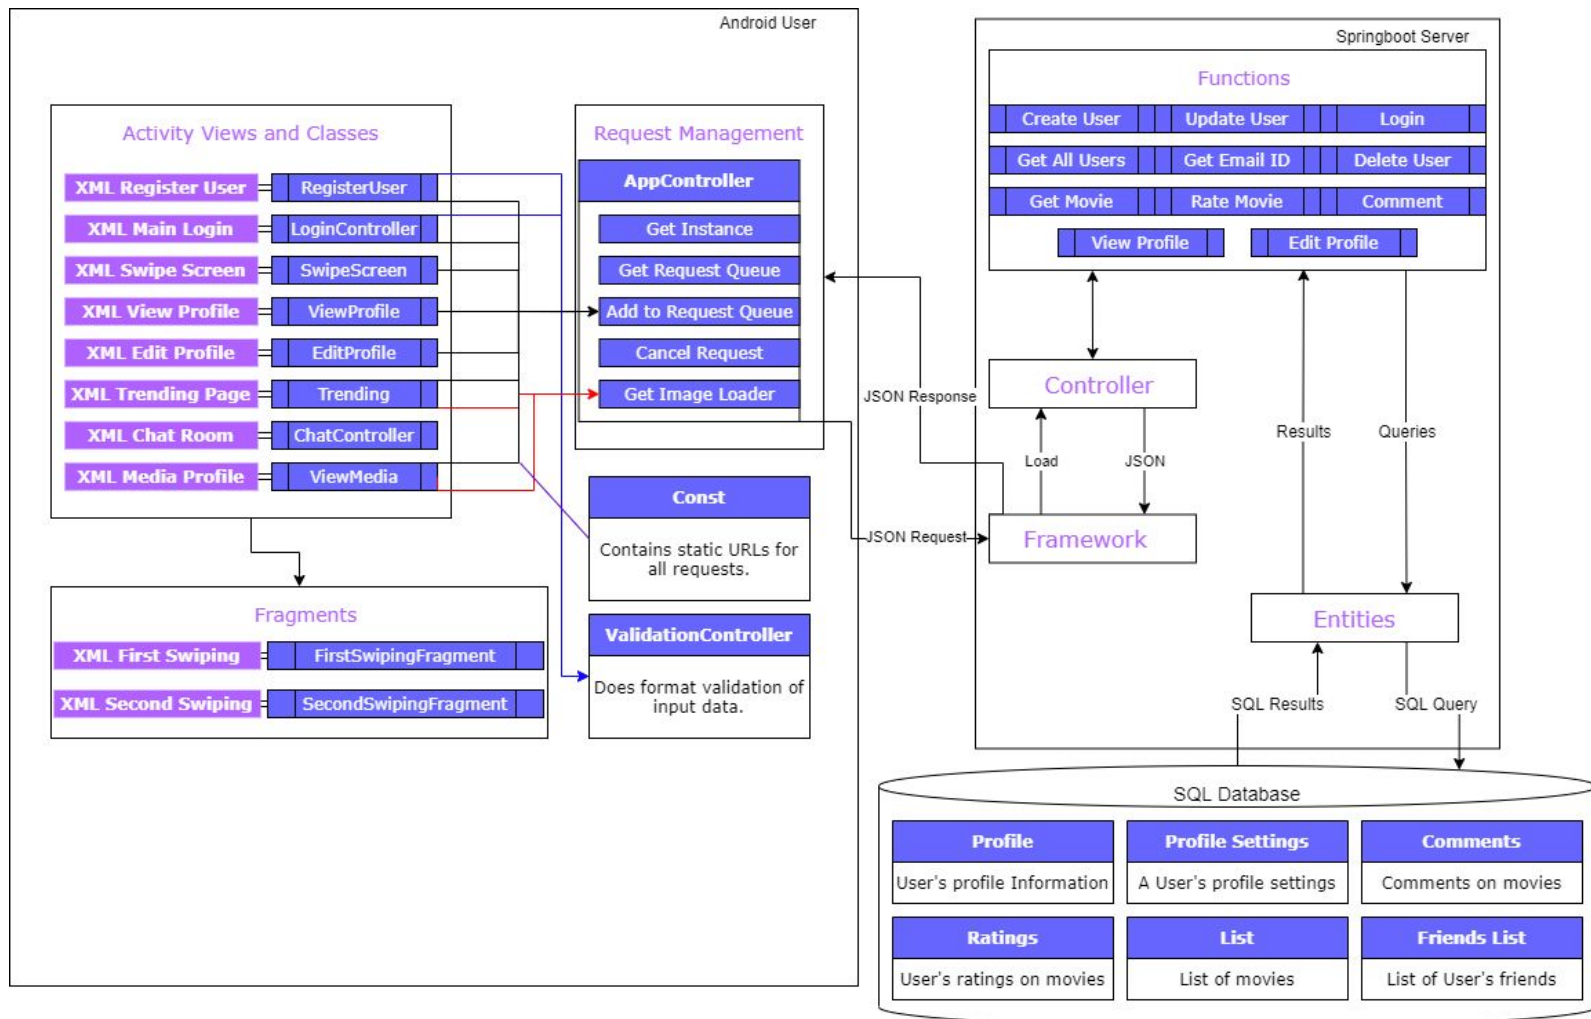 Android User
Activity Views and Classes
XML Register User
RegisterUser
XML Main Login
LoginController
XML Swipe Screen
SwipeScreen
XML View Profile
ViewProfile
XML Edit Profile
EditProfile
XML Trending Page
Trending
XML Chat Room
ChatController
XML Media Profile
ViewMedia
Fragments
XML First Swiping
FirstSwipingFragment
XML Second Swiping
SecondSwipingFragment
Request Management
AppController
Get Instance
Get Request Queue
Add to Request Queue
Cancel Request
Get Image Loader
Const
Contains static URLs for
all requests.
ValidationController
Does format validation of
input data.
JSON Response
JSON Request
Springboot Server
Functions
Create User
Update User
Login
Get All Users
Get Email ID
Delete User
Get Movie
Rate Movie
Comment
View Profile
Edit Profile
Controller
Load
JSON
Framework
Results
Queries
Entities
SQL Results
SQL Query
SQL Database
Profile
User's profile Information
Profile Settings
A User's profile settings
Comments
Comments on movies
Ratings
User's ratings on movies
List
List of movies
Friends List
List of User's friends